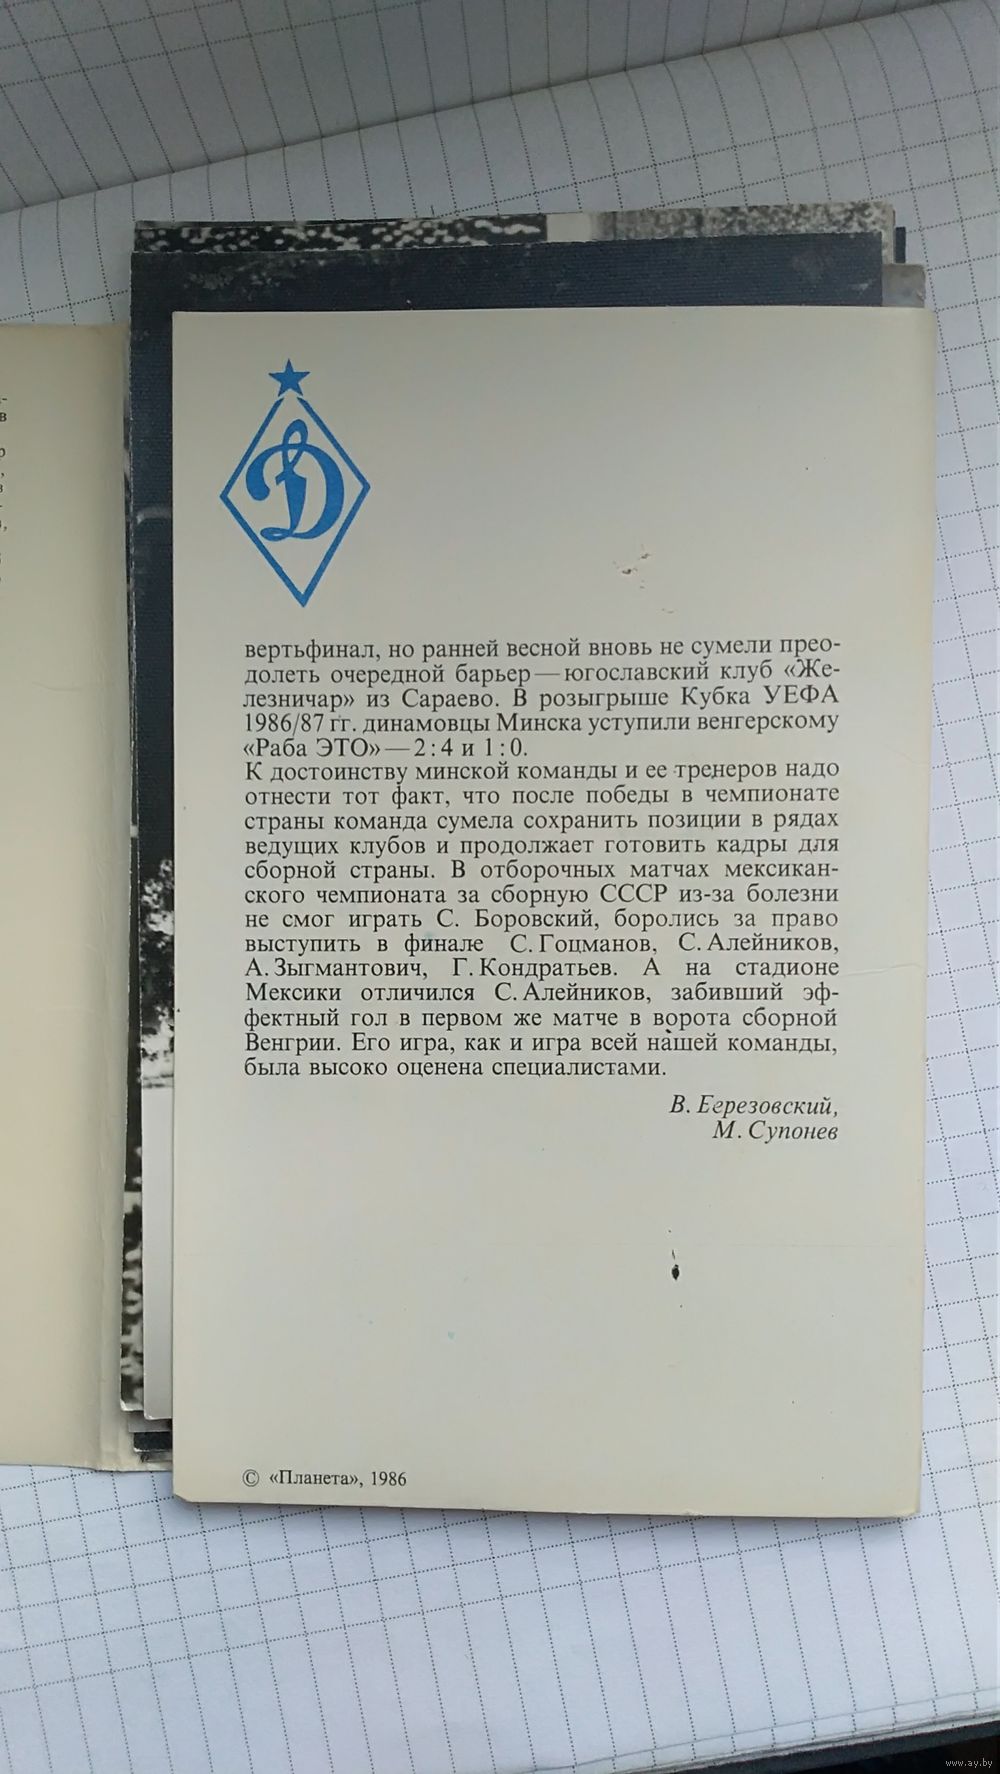 вертьфинал, но ранней весной вновь не сумели прео-
долеть очередной барьер — югославский клуб «Же-
лезничар» из Сараево. В розыгрыше Кубка УЕФА
1986/87 гг. динамовцы Минска уступили венгерскому
«Раба ЭТО» — 2 : 4 и 1 : 0.
К достоинству минской команды и ее тренеров надо
отнести тот факт, что после победы в чемпионате
страны команда сумела сохранить позиции в рядах
ведущих клубов и продолжает готовить кадры для
сборной страны. В отборочных матчах мексикан-
ского чемпионата за сборную СССР из-за болезни
не смог играть С. Боровский, боролись за право
выступить в финале С. Гоцманов, С. Алейников,
А. Зыгмантович, Г. Кондратьев. А на стадионе
Мексики отличился С. Алейников, забивший эф-
фектный гол в первом же матче в ворота сборной
Венгрии. Его игра, как и игра всей нашей команды,
была высоко оценена специалистами.
В. Березовский,
М. Супонев
© «Планета», 1986
www.ay.by